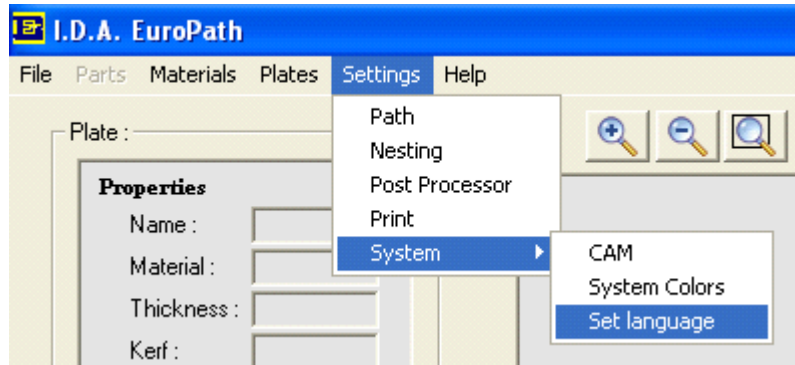 I.D.A. EuroPath
File Parts Materials Plates Settings Help
Plate :
Properties
Name :
Material :
Thickness :
Kerf :
Path
Nesting
Post Processor
Print
System
CAM
System Colors
Set language